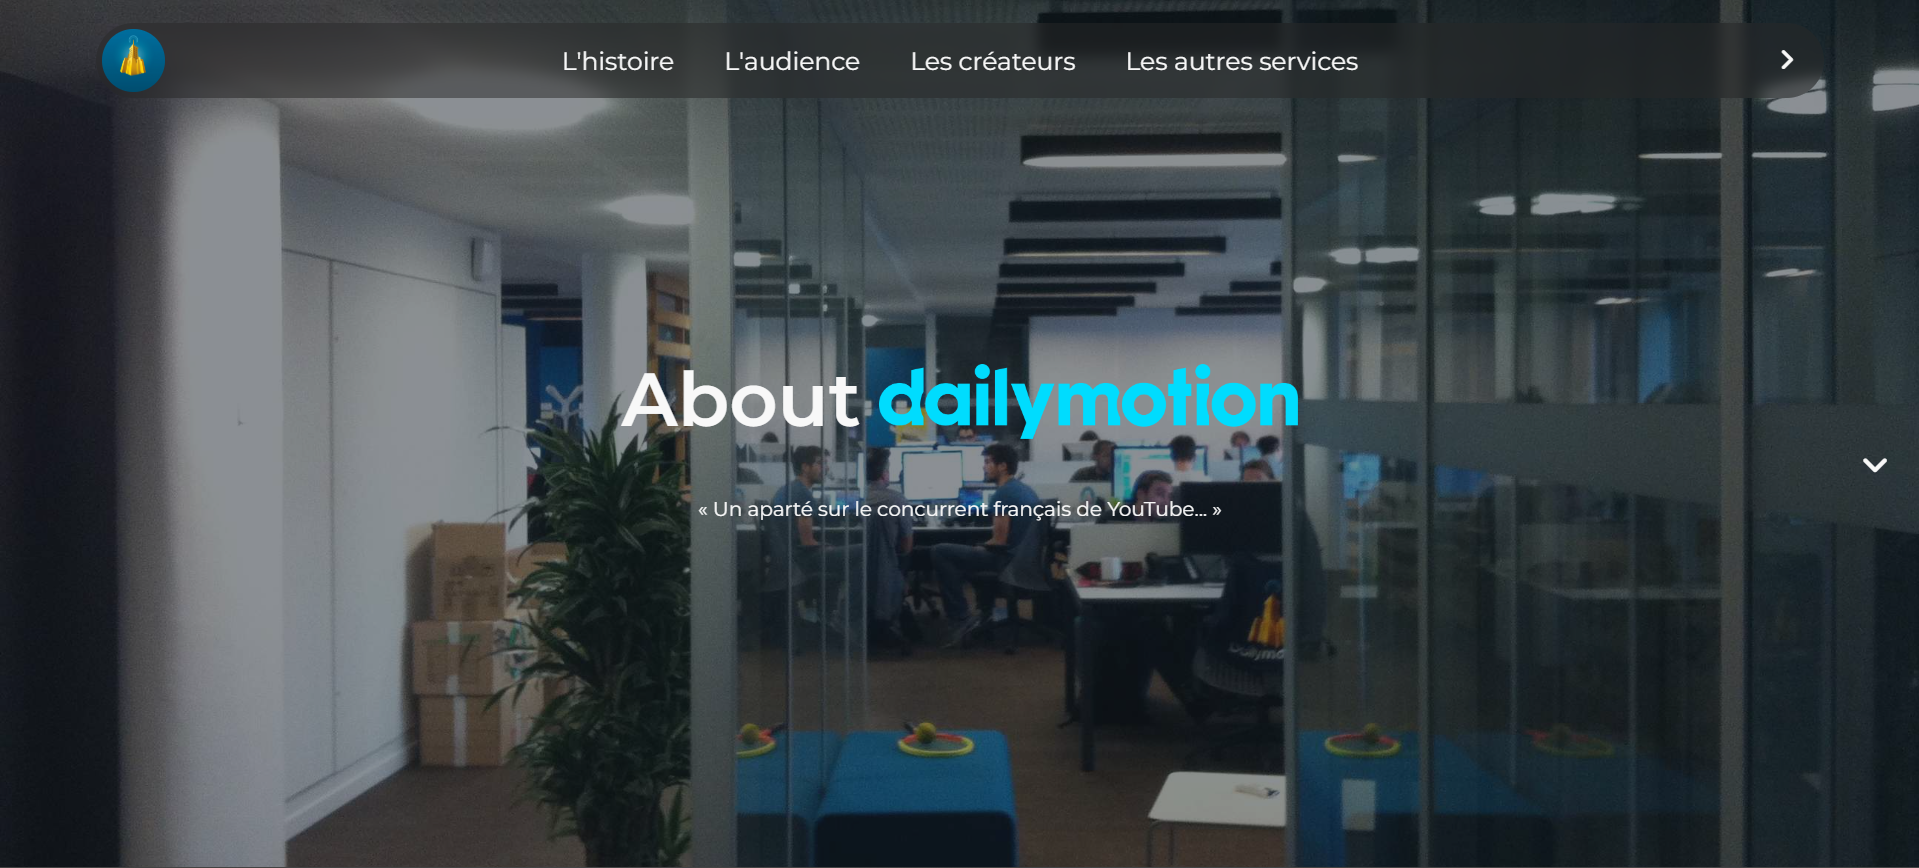 L'histoire
L'audience
Les créateurs
Les autres services
About dailymotion
« Un aparté sur le concurrent français de YouTube... »